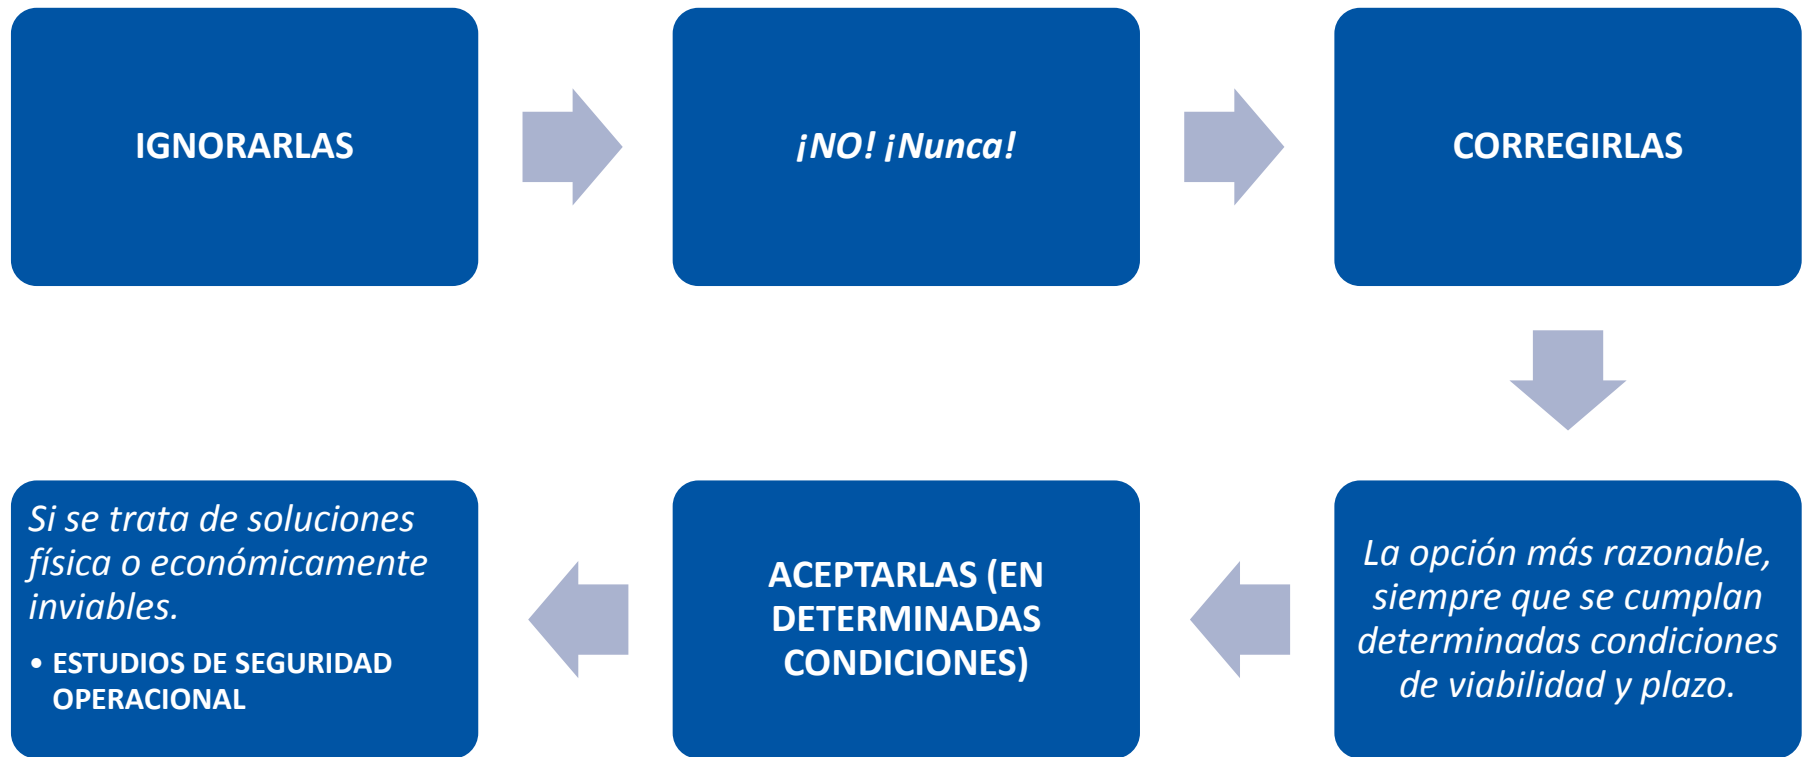 IGNORARLAS
¡NO! ¡Nunca!
CORREGIRLAS
La opción más razonable,
siempre que se cumplan
determinadas condiciones
de viabilidad y plazo.
ACEPTARLAS (EN
DETERMINADAS
CONDICIONES)
Si se trata de soluciones
física o económicamente
inviables.
• ESTUDIOS DE SEGURIDAD
OPERACIONAL